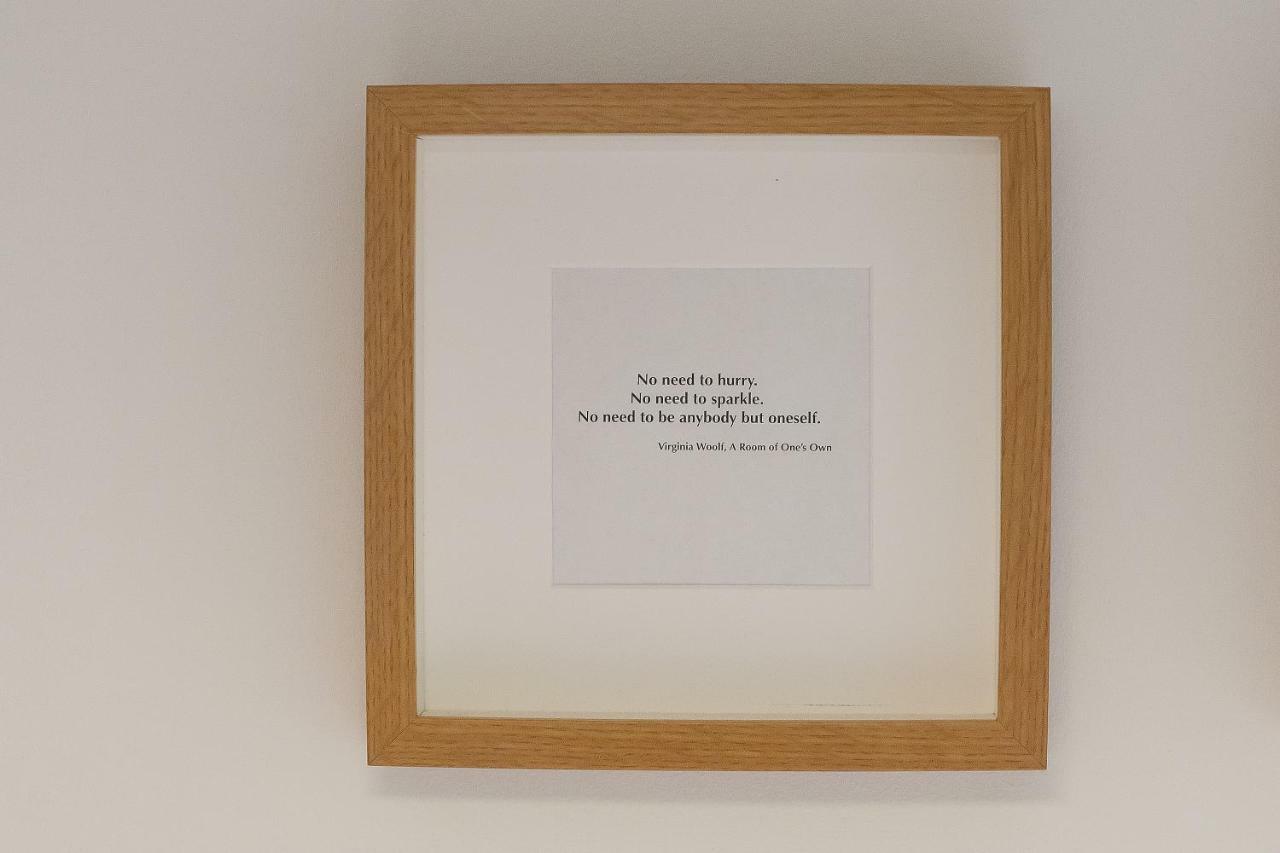 No need to hurry.
No need to sparkle.
No need to be anybody but oneself.
Virginia Woolf, A Room of One's Own